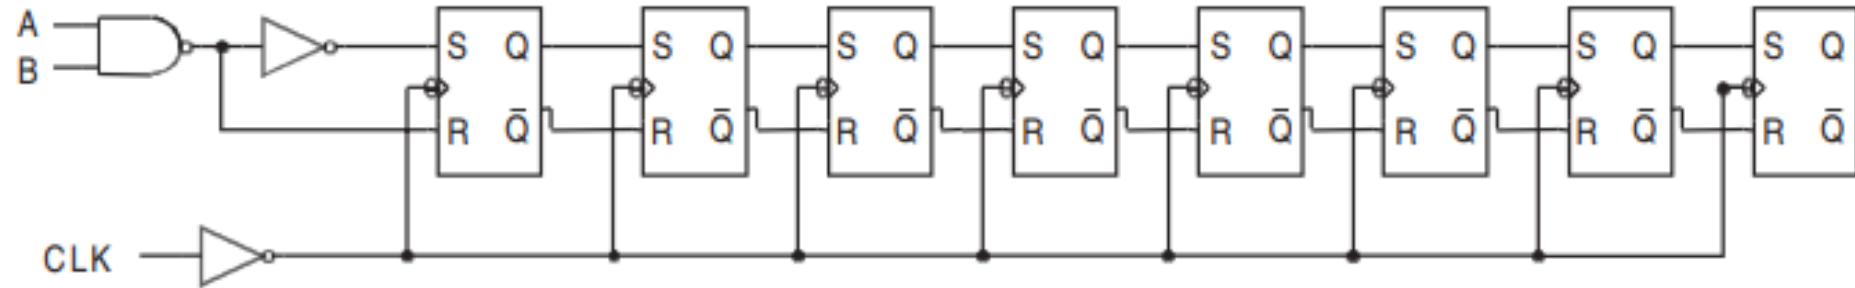 A
B
S Q S Q S Q S Q S Q S Q S Q S Q
R Q̅ R Q̅ R Q̅ R Q̅ R Q̅ R Q̅ R Q̅ R Q̅
CLK